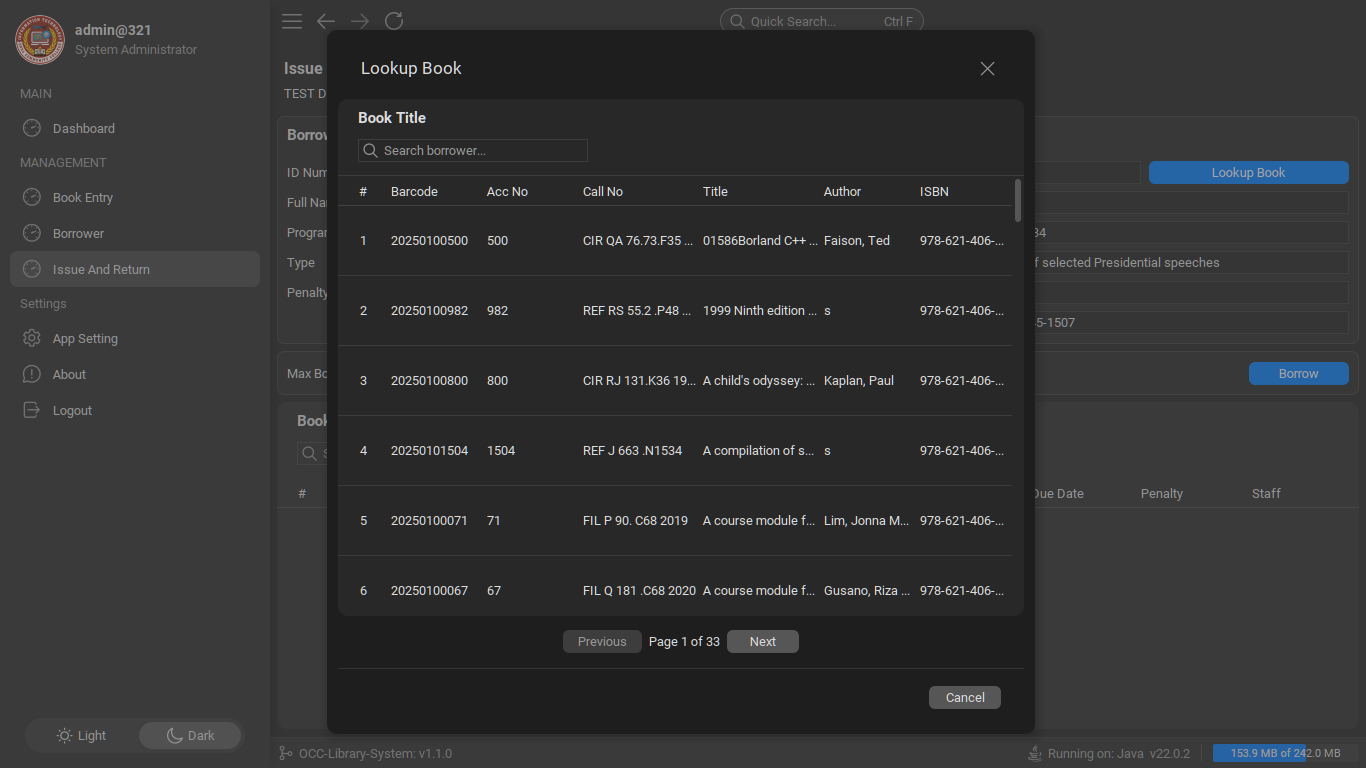 admin@321
System Administrator
MAIN
Dashboard
MANAGEMENT
Book Entry
Borrower
Issue And Return
Settings
App Setting
About
Logout
Light
Dark
Quick Search... Ctrl F
Issue
TEST D
Borrow
ID Num
Full Na
Program
Type
Penalty
Lookup Book
34
f selected Presidential speeches
5-1507
Max Bo
Borrow
Book
S
# Due Date Penalty Staff
Lookup Book
Book Title
Search borrower...
# Barcode Acc No Call No Title Author ISBN
1 20250100500 500 CIR QA 76.73.F35 ... 01586Borland C++ ... Faison, Ted 978-621-406-...
2 20250100982 982 REF RS 55.2 .P48 ... 1999 Ninth edition ... s 978-621-406-...
3 20250100800 800 CIR RJ 131.K36 19... A child's odyssey: ... Kaplan, Paul 978-621-406-...
4 20250101504 1504 REF J 663 .N1534 A compilation of s... s 978-621-406-...
5 20250100071 71 FIL P 90. C68 2019 A course module f... Lim, Jonna M... 978-621-406-...
6 20250100067 67 FIL Q 181 .C68 2020 A course module f... Gusano, Riza ... 978-621-406-...
Previous Page 1 of 33 Next
Cancel
OCC-Library-System: v1.1.0
Running on: Java v22.0.2
153.9 MB of 242.0 MB